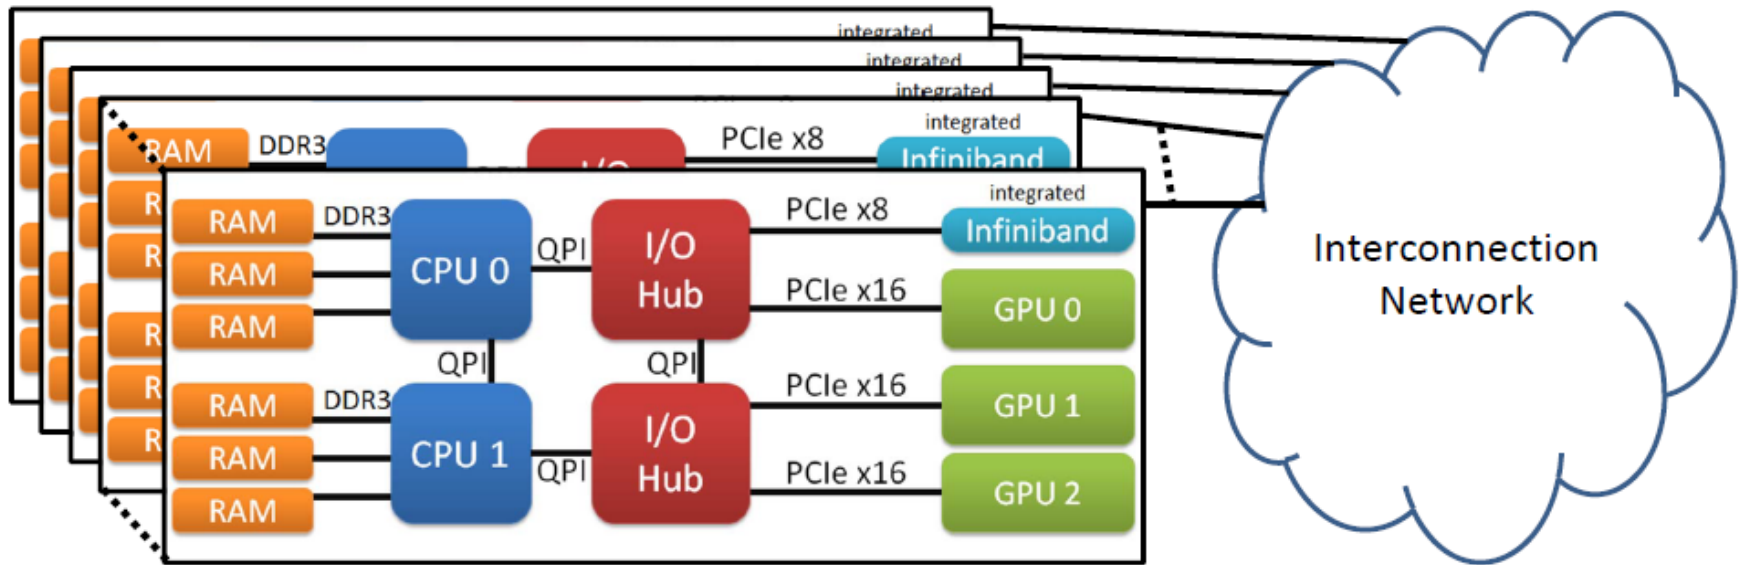 integrated
integrated
integrated
RAM DDR3 PCIe x8 integrated
I/O Infiniband
R
R
R
R
R
RAM DDR3 PCIe x8 integrated
Infiniband
RAM CPU 0 QPI I/O Hub
RAM PCIe x16 GPU 0
QPI QPI
RAM DDR3 PCIe x16 GPU 1
RAM CPU 1 QPI I/O Hub
RAM PCIe x16 GPU 2
Interconnection
Network